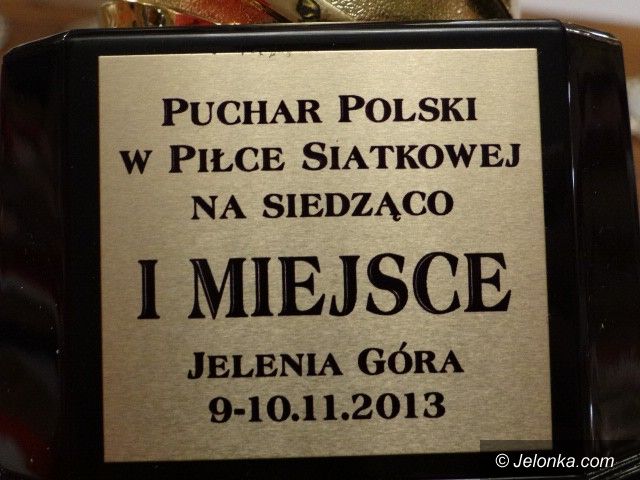 PUCHAR POLSKI
W PIŁCE SIATKOWEJ
NA SIEDZĄCO
I MIEJSCE
JELENIA GÓRA
9-10.11.2013
© Jelonka.com